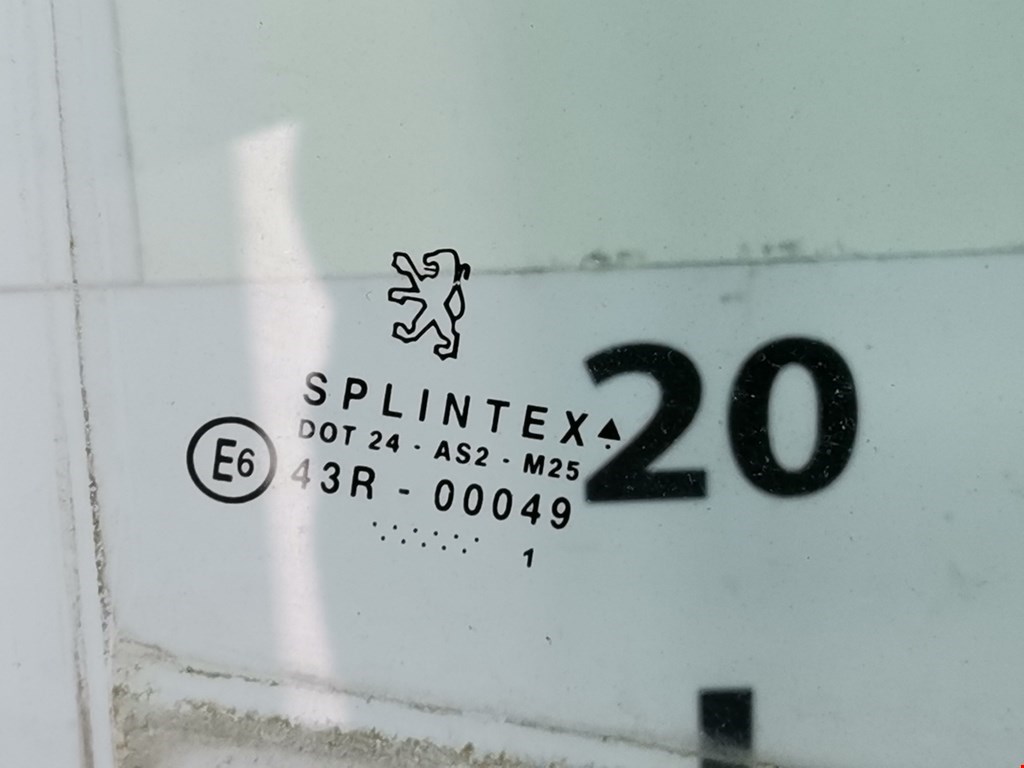 SPLINTEX
DOT 24 - AS2 - M25
E6 43R - 00049
1
20